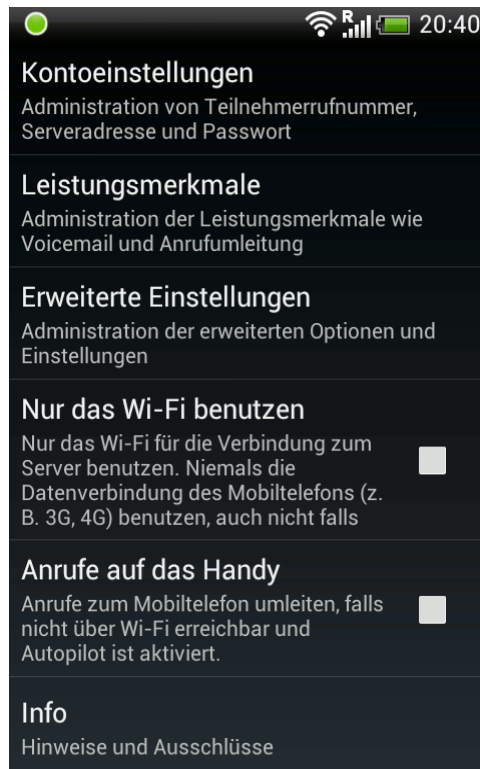 R 20:40
Kontoeinstellungen
Administration von Teilnehmerrufnummer,
Serveradresse und Passwort
Leistungsmerkmale
Administration der Leistungsmerkmale wie
Voicemail und Anrufumleitung
Erweiterte Einstellungen
Administration der erweiterten Optionen und
Einstellungen
Nur das Wi-Fi benutzen
Nur das Wi-Fi für die Verbindung zum
Server benutzen. Niemals die
Datenverbindung des Mobiltelefons (z.
B. 3G, 4G) benutzen, auch nicht falls
Anrufe auf das Handy
Anrufe zum Mobiltelefon umleiten, falls
nicht über Wi-Fi erreichbar und
Autopilot ist aktiviert.
Info
Hinweise und Ausschlüsse